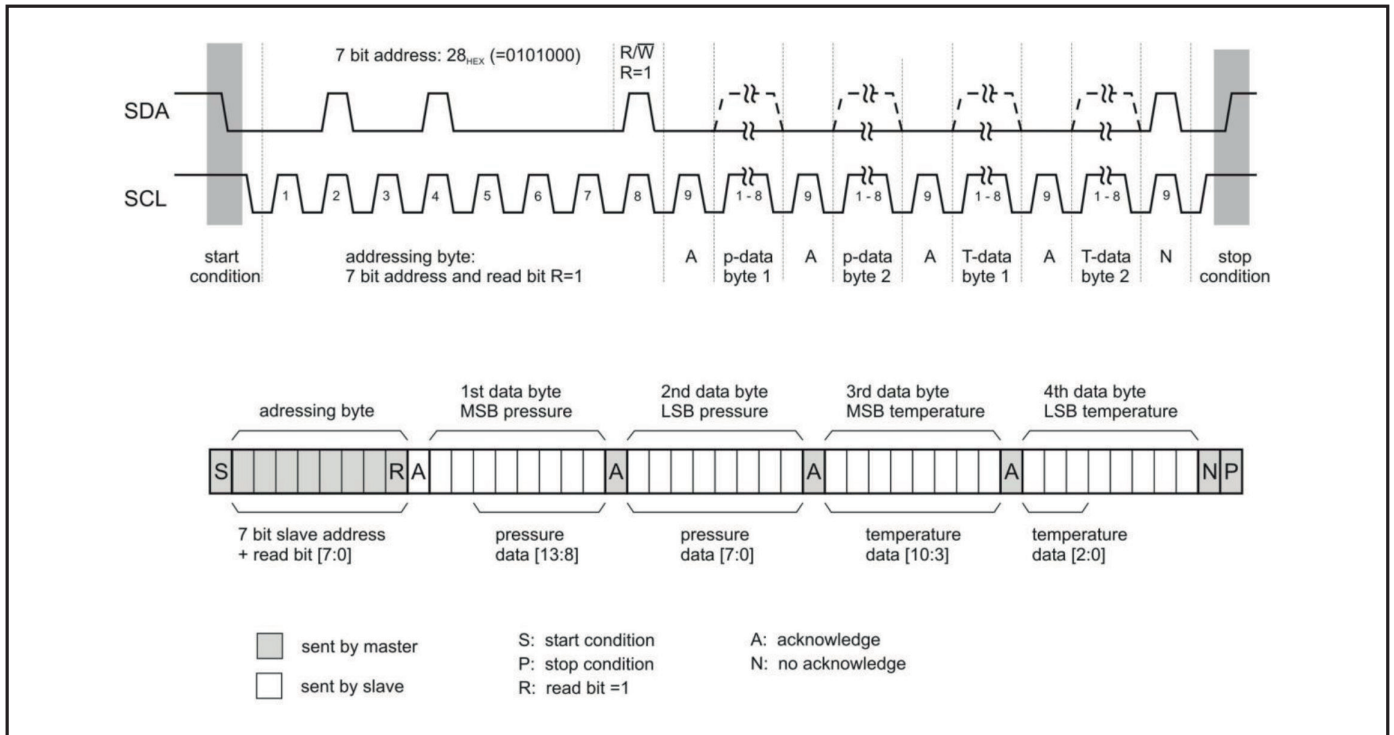 7 bit address: 28HEX (=0101000)
R/W̅
R=1
SDA
SCL
1 2 3 4 5 6 7 8 9 1 - 8 9 1 - 8 9 1 - 8 9 1 - 8 9
start
condition
addressing byte:
7 bit address and read bit R=1
A
p-data
byte 1
A
p-data
byte 2
A
T-data
byte 1
A
T-data
byte 2
N
stop
condition
adressing byte
1st data byte
MSB pressure
2nd data byte
LSB pressure
3rd data byte
MSB temperature
4th data byte
LSB temperature
S R A A A A N P
7 bit slave address
+ read bit [7:0]
pressure
data [13:8]
pressure
data [7:0]
temperature
data [10:3]
temperature
data [2:0]
sent by master
sent by slave
S: start condition
P: stop condition
R: read bit =1
A: acknowledge
N: no acknowledge